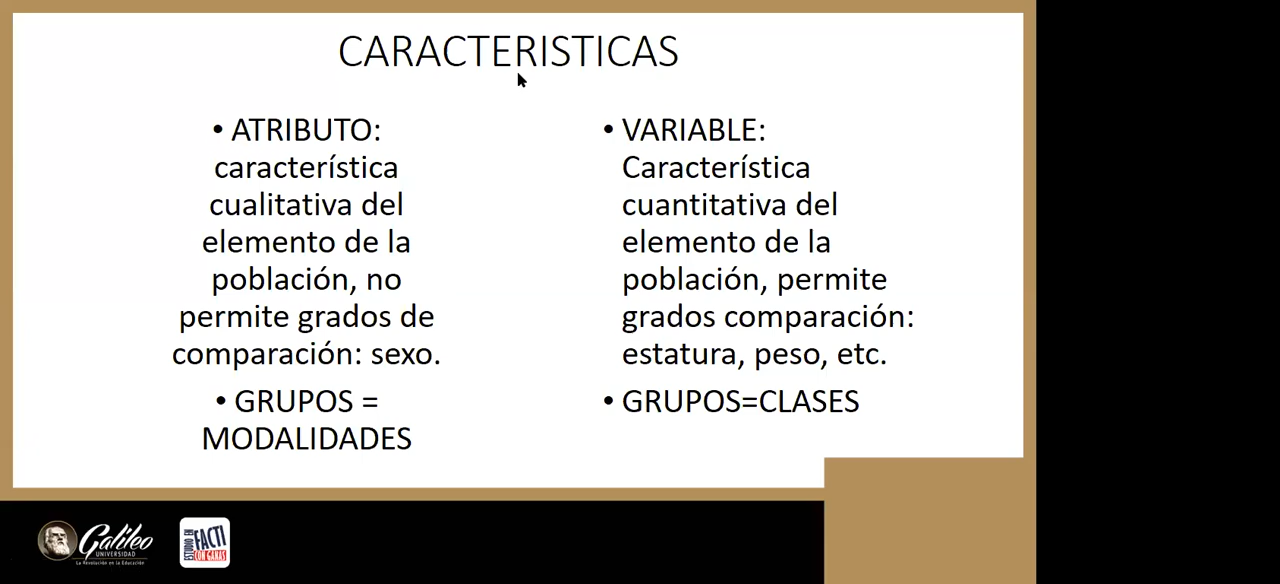 CARACTERISTICAS
• ATRIBUTO:
característica
cualitativa del
elemento de la
población, no
permite grados de
comparación: sexo.
• GRUPOS =
MODALIDADES
• VARIABLE:
Característica
cuantitativa del
elemento de la
población, permite
grados comparación:
estatura, peso, etc.
• GRUPOS=CLASES
Galileo
UNIVERSIDAD
La Revolución en la Educación
ESTUDIO EN
FACTI
CON GANAS